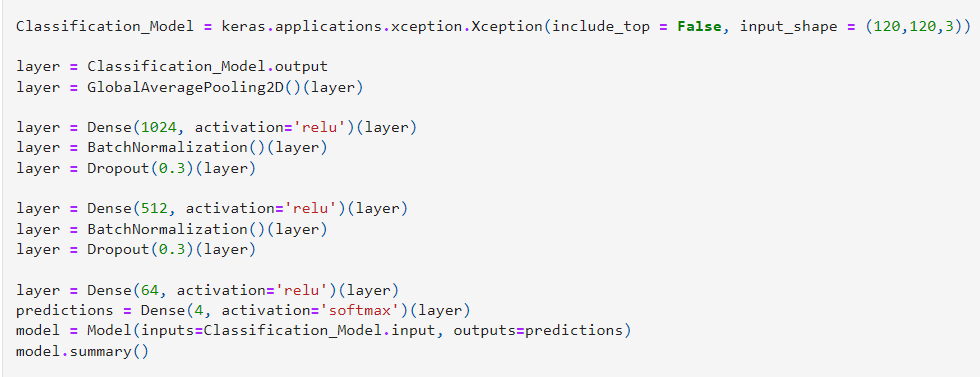 Classification_Model = keras.applications.xception.Xception(include_top = False, input_shape = (120,120,3))
layer = Classification_Model.output
layer = GlobalAveragePooling2D()(layer)
layer = Dense(1024, activation='relu')(layer)
layer = BatchNormalization()(layer)
layer = Dropout(0.3)(layer)
layer = Dense(512, activation='relu')(layer)
layer = BatchNormalization()(layer)
layer = Dropout(0.3)(layer)
layer = Dense(64, activation='relu')(layer)
predictions = Dense(4, activation='softmax')(layer)
model = Model(inputs=Classification_Model.input, outputs=predictions)
model.summary()